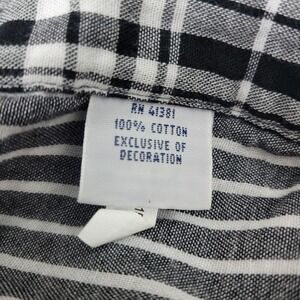 RN 41381
100% COTTON
EXCLUSIVE OF
DECORATION